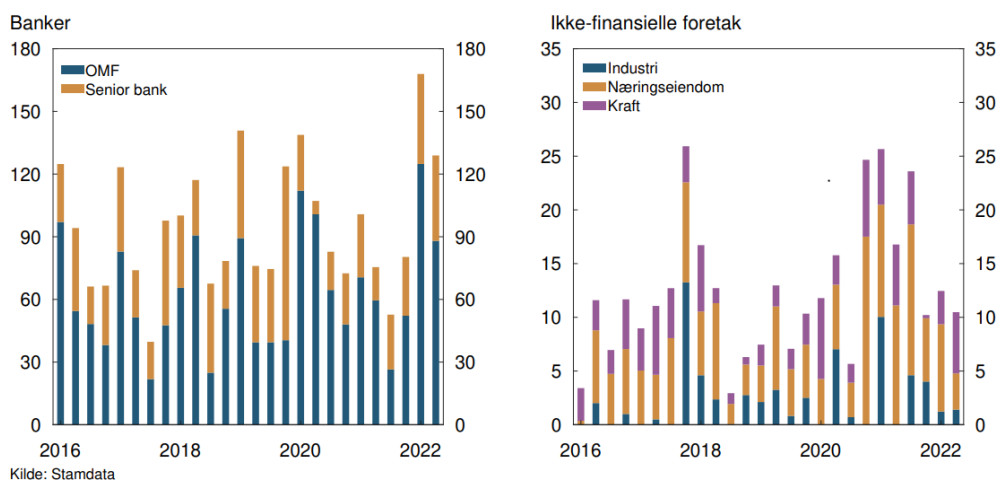 Banker
180 180
OMF
Senior bank
150 150
120 120
90 90
60 60
30 30
0 0
2016 2018 2020 2022
Ikke-finansielle foretak
35 35
Industri
Næringseiendom
Kraft
30 30
25 25
20 20
15 15
10 10
5 5
0 0
2016 2018 2020 2022
Kilde: Stamdata